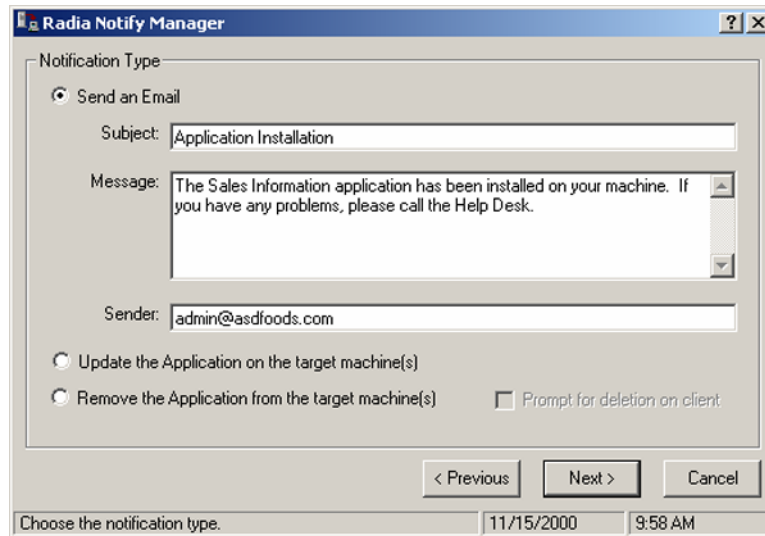 Radia Notify Manager
Notification Type
Send an Email
Subject: Application Installation
Message: The Sales Information application has been installed on your machine. If
you have any problems, please call the Help Desk.
Sender: admin@asdfoods.com
Update the Application on the target machine(s)
Remove the Application from the target machine(s) Prompt for deletion on client
< Previous Next > Cancel
Choose the notification type. 11/15/2000 9:58 AM